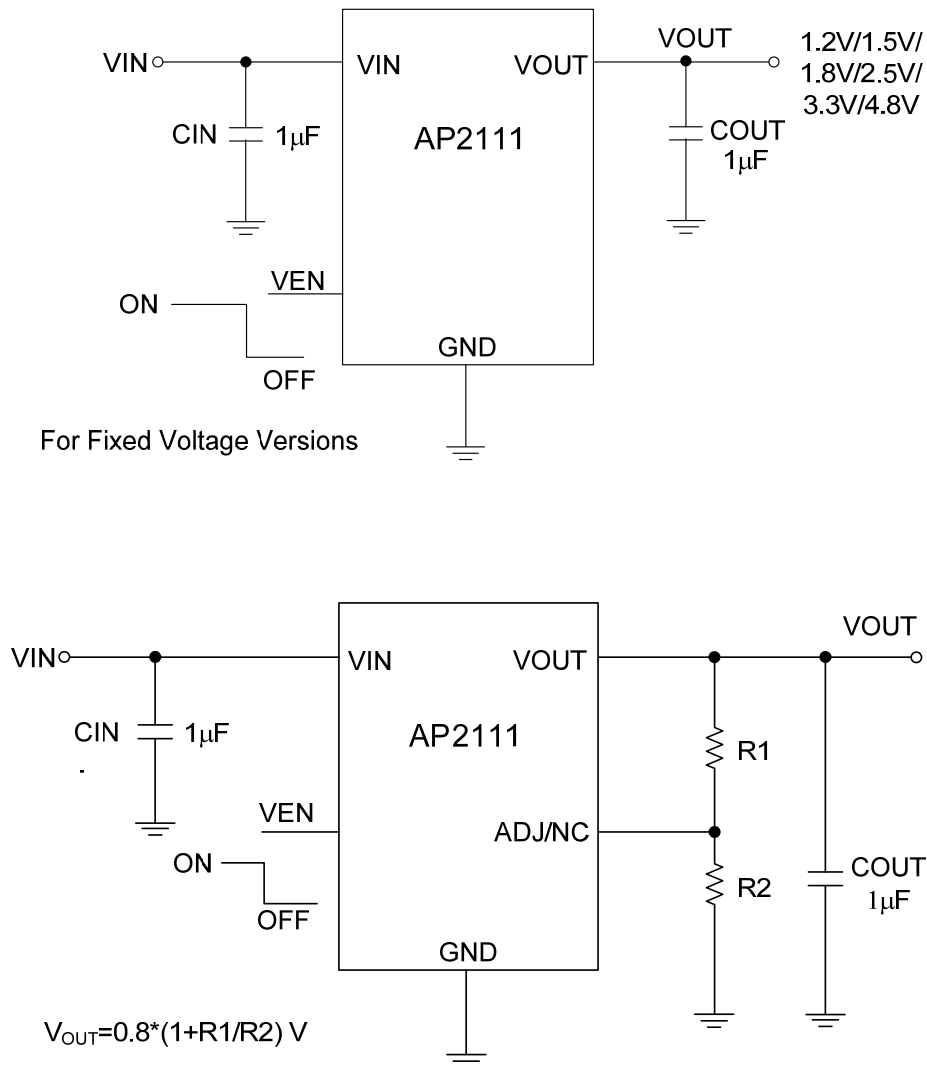 VIN
VIN
VOUT
VOUT
1.2V/1.5V/
1.8V/2.5V/
3.3V/4.8V
CIN
1μF
AP2111
COUT
1μF
VEN
ON
OFF
GND
For Fixed Voltage Versions
VIN
VIN
VOUT
VOUT
CIN
1μF
AP2111
R1
VEN
ADJ/NC
ON
OFF
R2
COUT
1μF
GND
VOUT=0.8*(1+R1/R2) V